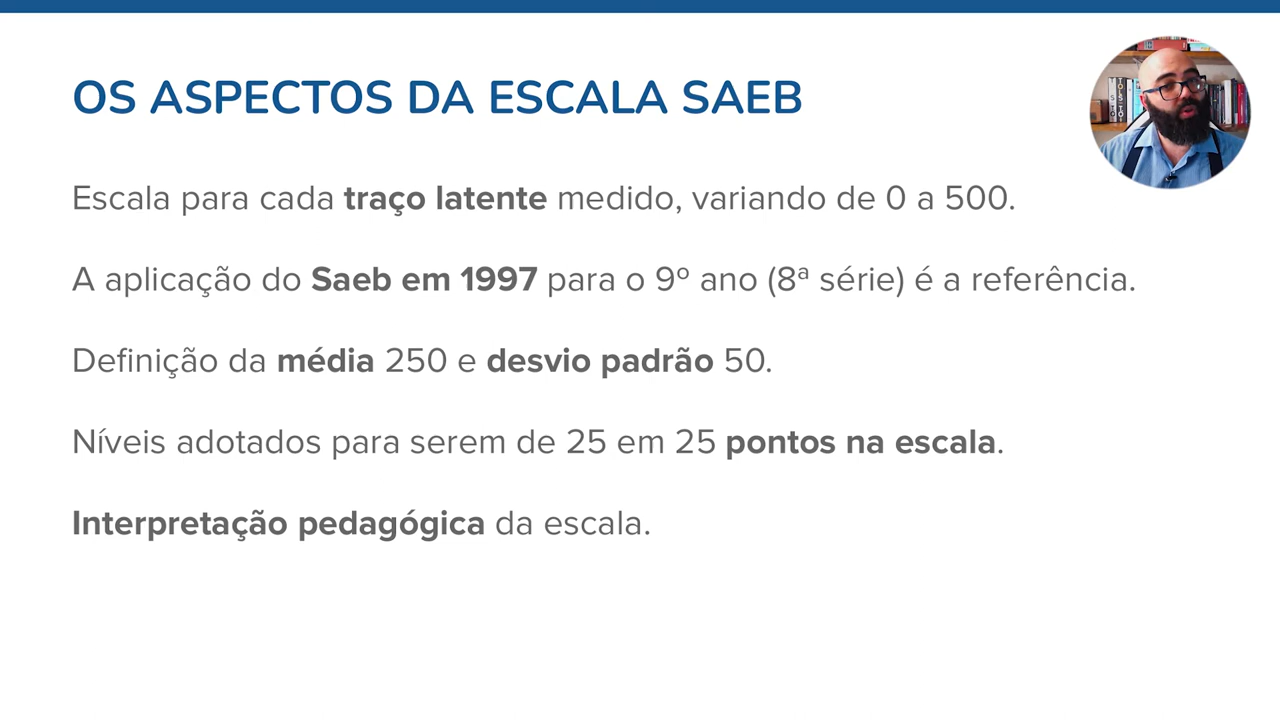 OS ASPECTOS DA ESCALA SAEB
Escala para cada traço latente medido, variando de 0 a 500.
A aplicação do Saeb em 1997 para o 9º ano (8ª série) é a referência.
Definição da média 250 e desvio padrão 50.
Níveis adotados para serem de 25 em 25 pontos na escala.
Interpretação pedagógica da escala.